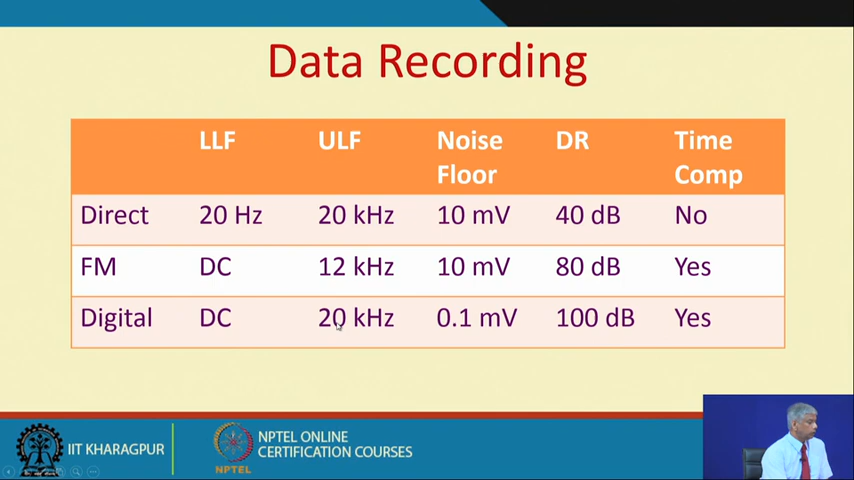 Data Recording
LLF ULF Noise Floor DR Time Comp
Direct 20 Hz 20 kHz 10 mV 40 dB No
FM DC 12 kHz 10 mV 80 dB Yes
Digital DC 20 kHz 0.1 mV 100 dB Yes
IIT KHARAGPUR
NPTEL
NPTEL ONLINE
CERTIFICATION COURSES